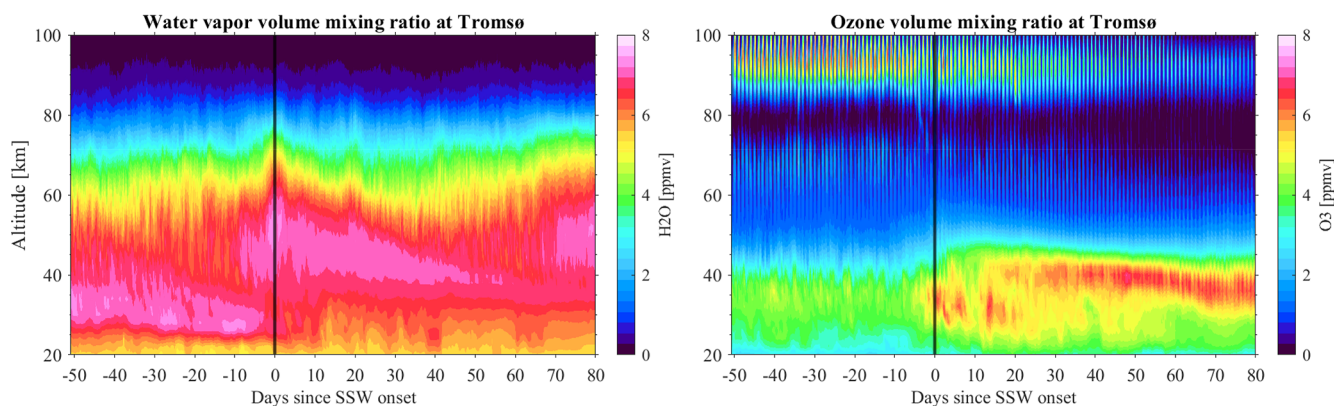 Water vapor volume mixing ratio at Tromsø
100
80
60
40
20
Altitude [km]
-50 -40 -30 -20 -10 0 10 20 30 40 50 60 70 80
Days since SSW onset
8
6
4
2
0
H2O [ppmv]
Ozone volume mixing ratio at Tromsø
100
80
60
40
20
-50 -40 -30 -20 -10 0 10 20 30 40 50 60 70 80
Days since SSW onset
8
6
4
2
0
O3 [ppmv]